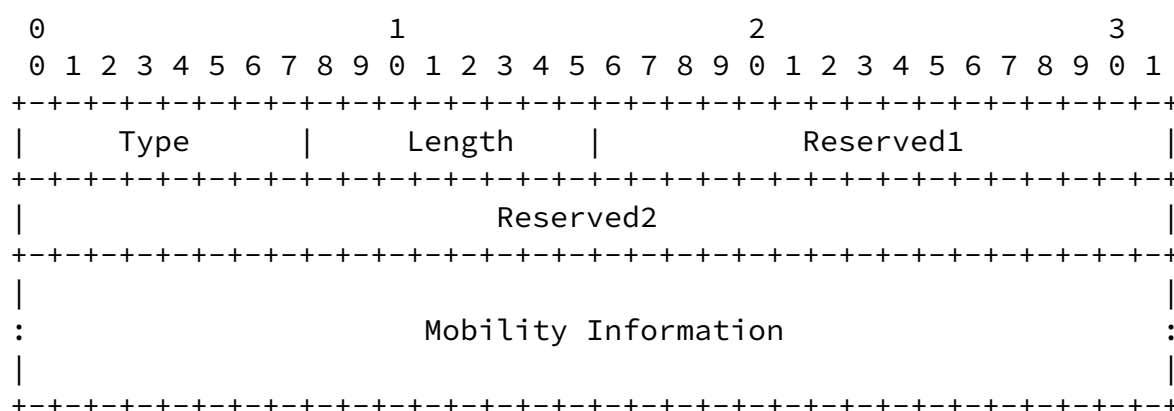 0                   1                   2                   3
 0 1 2 3 4 5 6 7 8 9 0 1 2 3 4 5 6 7 8 9 0 1 2 3 4 5 6 7 8 9 0 1
+-+-+-+-+-+-+-+-+-+-+-+-+-+-+-+-+-+-+-+-+-+-+-+-+-+-+-+-+-+-+-+-+
|     Type      |     Length    |           Reserved1           |
+-+-+-+-+-+-+-+-+-+-+-+-+-+-+-+-+-+-+-+-+-+-+-+-+-+-+-+-+-+-+-+-+
|                          Reserved2                            |
+-+-+-+-+-+-+-+-+-+-+-+-+-+-+-+-+-+-+-+-+-+-+-+-+-+-+-+-+-+-+-+-+
|                                                               |
:                      Mobility Information                     :
|                                                               |
+-+-+-+-+-+-+-+-+-+-+-+-+-+-+-+-+-+-+-+-+-+-+-+-+-+-+-+-+-+-+-+-+